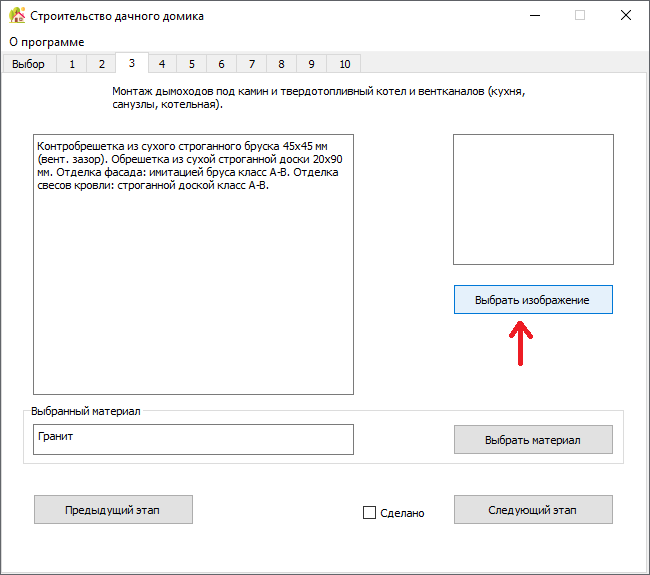 Строительство дачного домика
О программе
Выбор 1 2 3 4 5 6 7 8 9 10
Монтаж дымоходов под камин и твердотопливный котел и вентканалов (кухня,
санузлы, котельная).
Контробрешетка из сухого строганного бруска 45х45 мм
(вент. зазор). Обрешетка из сухой строганной доски 20х90
мм. Отделка фасада: имитацией бруса класс А-В. Отделка
свесов кровли: строганной доской класс А-В.
Выбрать изображение
Выбранный материал
Гранит
Выбрать материал
Предыдущий этап
Сделано
Следующий этап